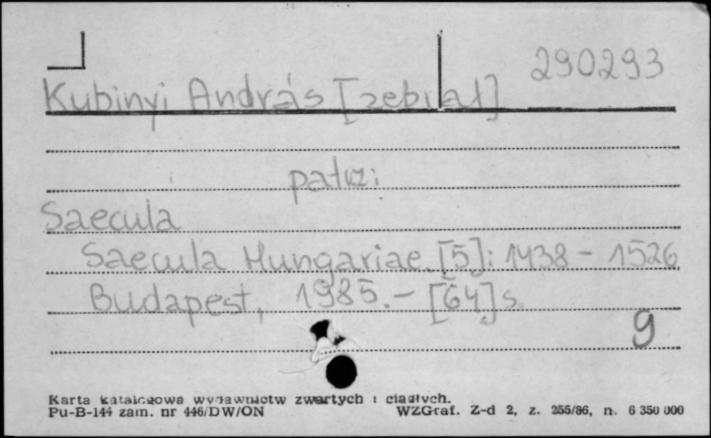 290293
Kubinyi András [zebrał]
patrz:
Saecula
Saecula Hungariae. [5]: 1438 - 1526
Budapest, 1985. - [64] s.
9
Karta katalogowa wydawnictw zwartych i ciągłych.
Pu-B-144 zam. nr 446/DW/ON WZGraf. Z-d 2, z. 255/86, n. 6 350 000